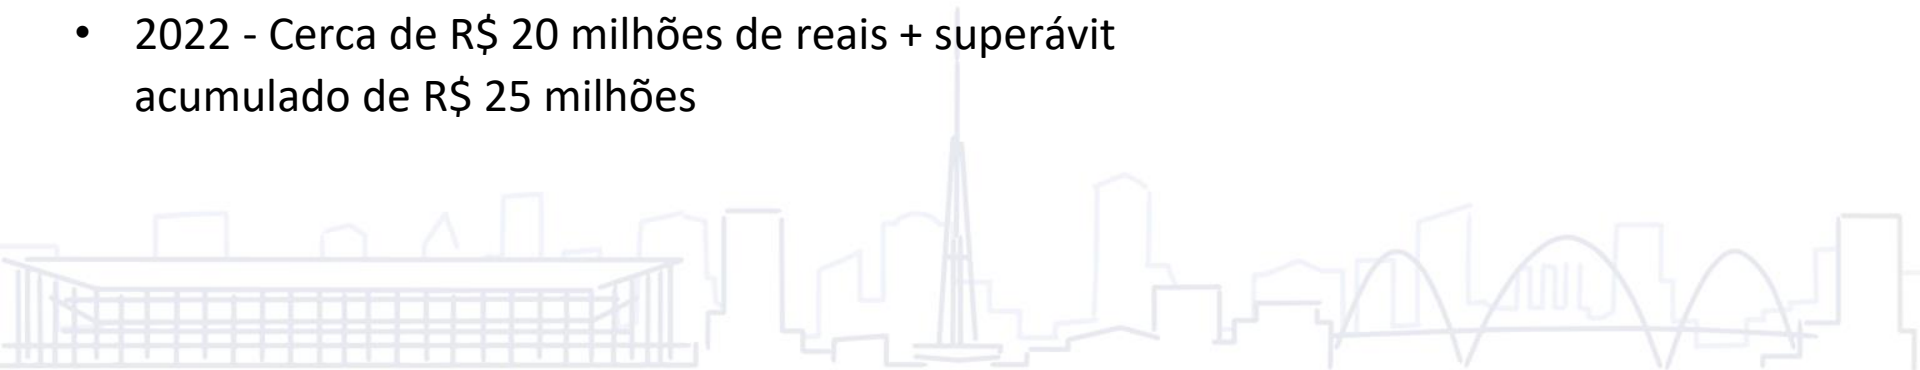 • 2022 - Cerca de R$ 20 milhões de reais + superávit
acumulado de R$ 25 milhões